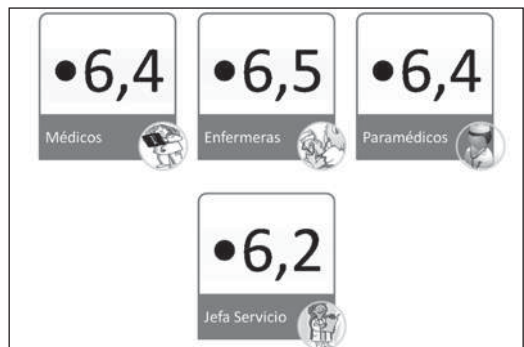 •6,4 •6,5 •6,4
Médicos Enfermeras Paramédicos
•6,2
Jefa Servicio